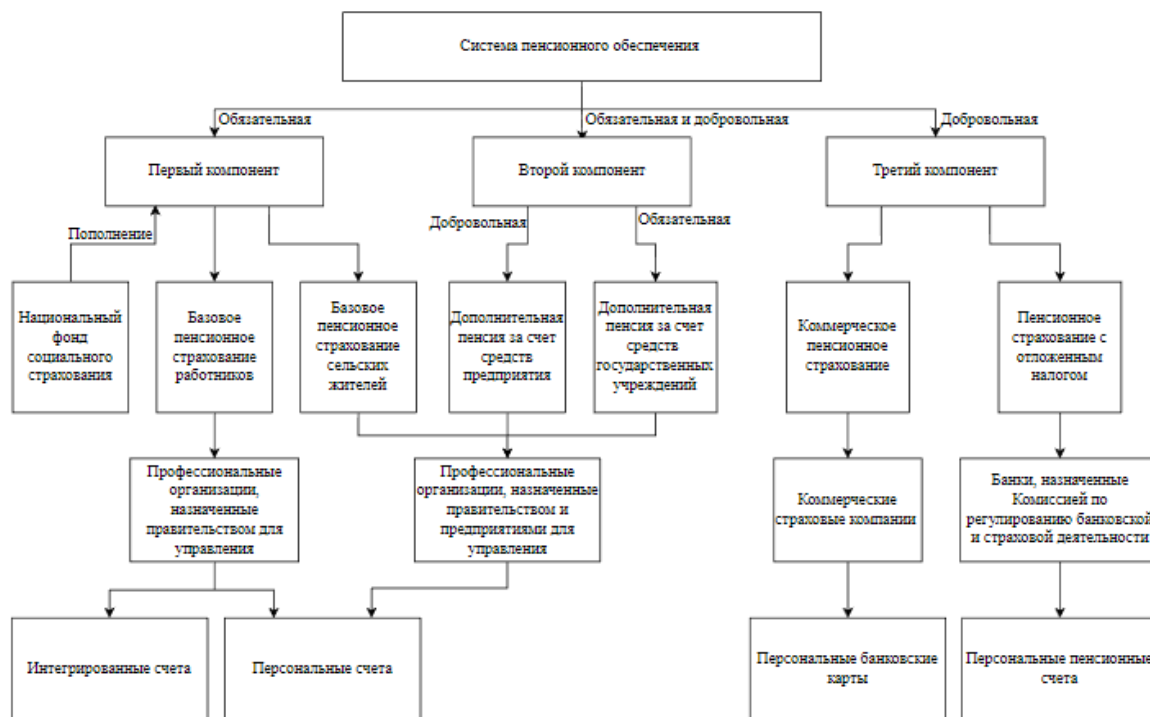 Система пенсионного обеспечения
Обязательная
Обязательная и добровольная
Добровольная
Первый компонент
Второй компонент
Третий компонент
Пополнение
Добровольная
Обязательная
Национальный
фонд
социального
страхования
Базовое
пенсионное
страхование
работников
Базовое
пенсионное
страхование
сельских
жителей
Дополнительная
пенсия за счет
средств
предприятия
Дополнительная
пенсия за счет
средств
государственных
учреждений
Коммерческое
пенсионное
страхование
Пенсионное
страхование с
отложенным
налогом
Профессиональные
организации,
назначенные
правительством для
управления
Профессиональные
организации, назначенные
правительством и
предприятиями для
управления
Коммерческие
страховые компании
Банки, назначенные
Комиссией по
регулированию банковской
и страховой деятельности
Интегрированные счета
Персональные счета
Персональные банковские
карты
Персональные пенсионные
счета